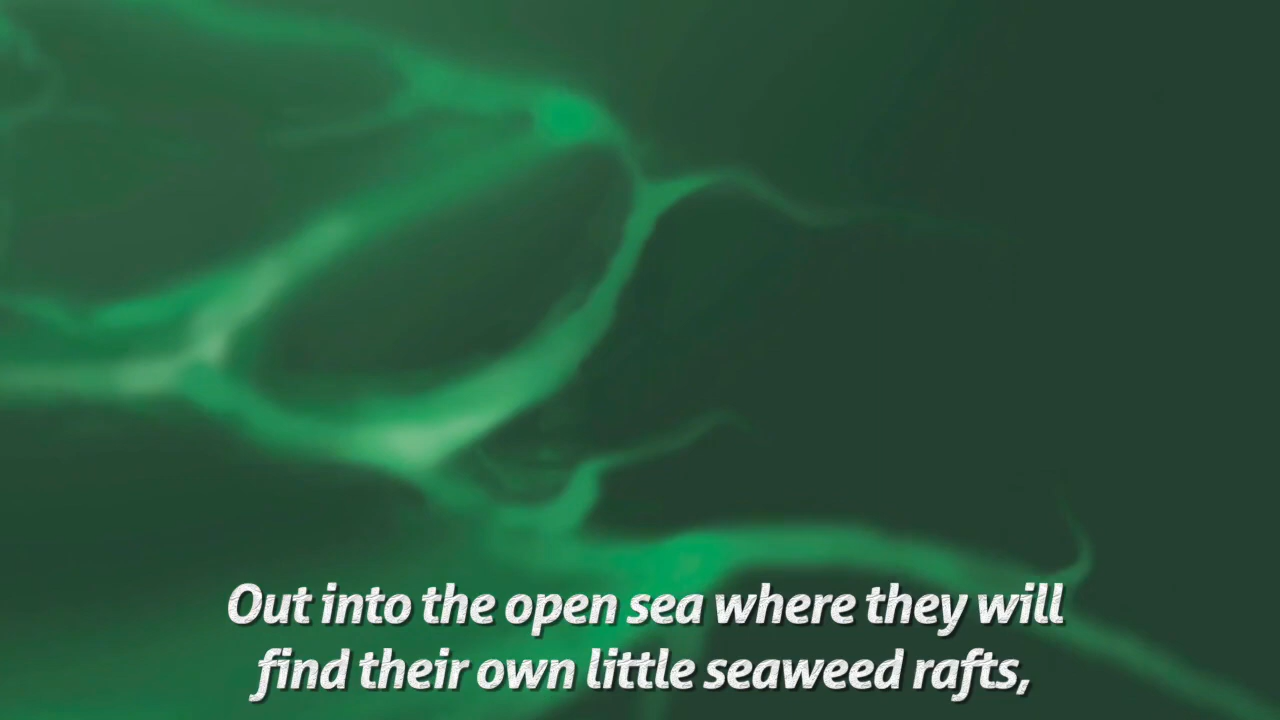 Out into the open sea where they will
find their own little seaweed rafts,